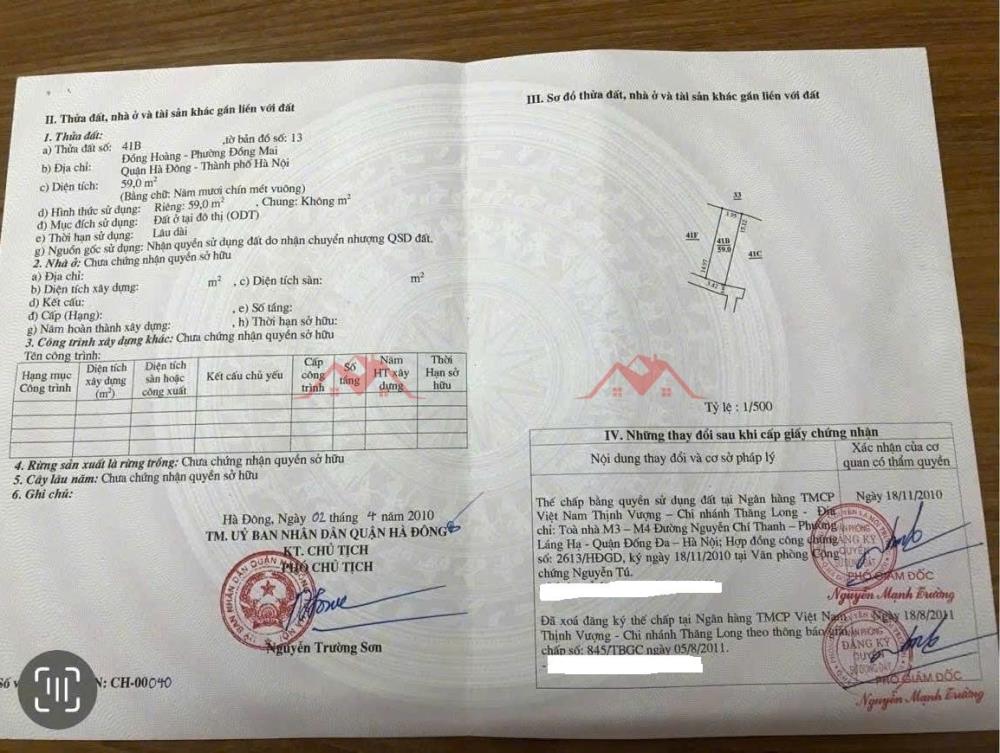 II. Thửa đất, nhà ở và tài sản khác gắn liền với đất
1. Thửa đất:
a) Thửa đất số: 41B ,tờ bản đồ số: 13
b) Địa chỉ: Đồng Hoàng - Phường Đồng Mai
Quận Hà Đông - Thành phố Hà Nội
c) Diện tích: 59,0 m²
(Bằng chữ: Năm mươi chín mét vuông)
d) Hình thức sử dụng: Riêng: 59,0 m² , Chung: Không m²
đ) Mục đích sử dụng: Đất ở tại đô thị (ODT)
e) Thời hạn sử dụng: Lâu dài
g) Nguồn gốc sử dụng: Nhận quyền sử dụng đất do nhận chuyển nhượng QSD đất.
2. Nhà ở: Chưa chứng nhận quyền sở hữu
a) Địa chỉ:
b) Diện tích xây dựng: m² , c) Diện tích sàn: m²
d) Kết cấu: , e) Số tầng:
đ) Cấp (Hạng):
g) Năm hoàn thành xây dựng: , h) Thời hạn sở hữu:
3. Công trình xây dựng khác: Chưa chứng nhận quyền sở hữu
Tên công trình:
Hạng mục Công trình
Diện tích xây dựng (m²)
Diện tích sàn hoặc công xuất
Kết cấu chủ yếu
Cấp công trình
Số tầng
Năm HT xây dựng
Thời Hạn sở hữu
4. Rừng sản xuất là rừng trồng: Chưa chứng nhận quyền sở hữu
5. Cây lâu năm: Chưa chứng nhận quyền sở hữu
6. Ghi chú:
Hà Đông, Ngày 02 tháng 4 năm 2010
TM. UỶ BAN NHÂN DÂN QUẬN HÀ ĐÔNG
KT. CHỦ TỊCH
PHÓ CHỦ TỊCH
Nguyễn Trường Sơn
Số v
N: CH-00040
III. Sơ đồ thửa đất, nhà ở và tài sản khác gắn liền với đất
33
3.95
41F
41B
59.0
41C
14.97
3.82
Tỷ lệ : 1/500
IV. Những thay đổi sau khi cấp giấy chứng nhận
Nội dung thay đổi và cơ sở pháp lý
Xác nhận của cơ quan có thẩm quyền
Thế chấp bằng quyền sử dụng đất tại Ngân hàng TMCP
Việt Nam Thịnh Vượng – Chi nhánh Thăng Long - Địa
chỉ: Toà nhà M3 – M4 Đường Nguyễn Chí Thanh – Phường
Láng Hạ - Quận Đống Đa – Hà Nội; Hợp đồng công chứng
số: 2613/HĐGD, ký ngày 18/11/2010 tại Văn phòng Công
chứng Nguyễn Tú.
Ngày 18/11/2010
PHÓ GIÁM ĐỐC
Nguyễn Mạnh Trường
Đã xoá đăng ký thế chấp tại Ngân hàng TMCP Việt Nam
Thịnh Vượng - Chi nhánh Thăng Long theo thông báo giải
chấp số: 845/TBGC ngày 05/8/2011.
Ngày 18/8/2011
ĐĂNG KÝ
QUYỀN
SỬ DỤNG ĐẤT
PHÓ GIÁM ĐỐC
Nguyễn Mạnh Trường